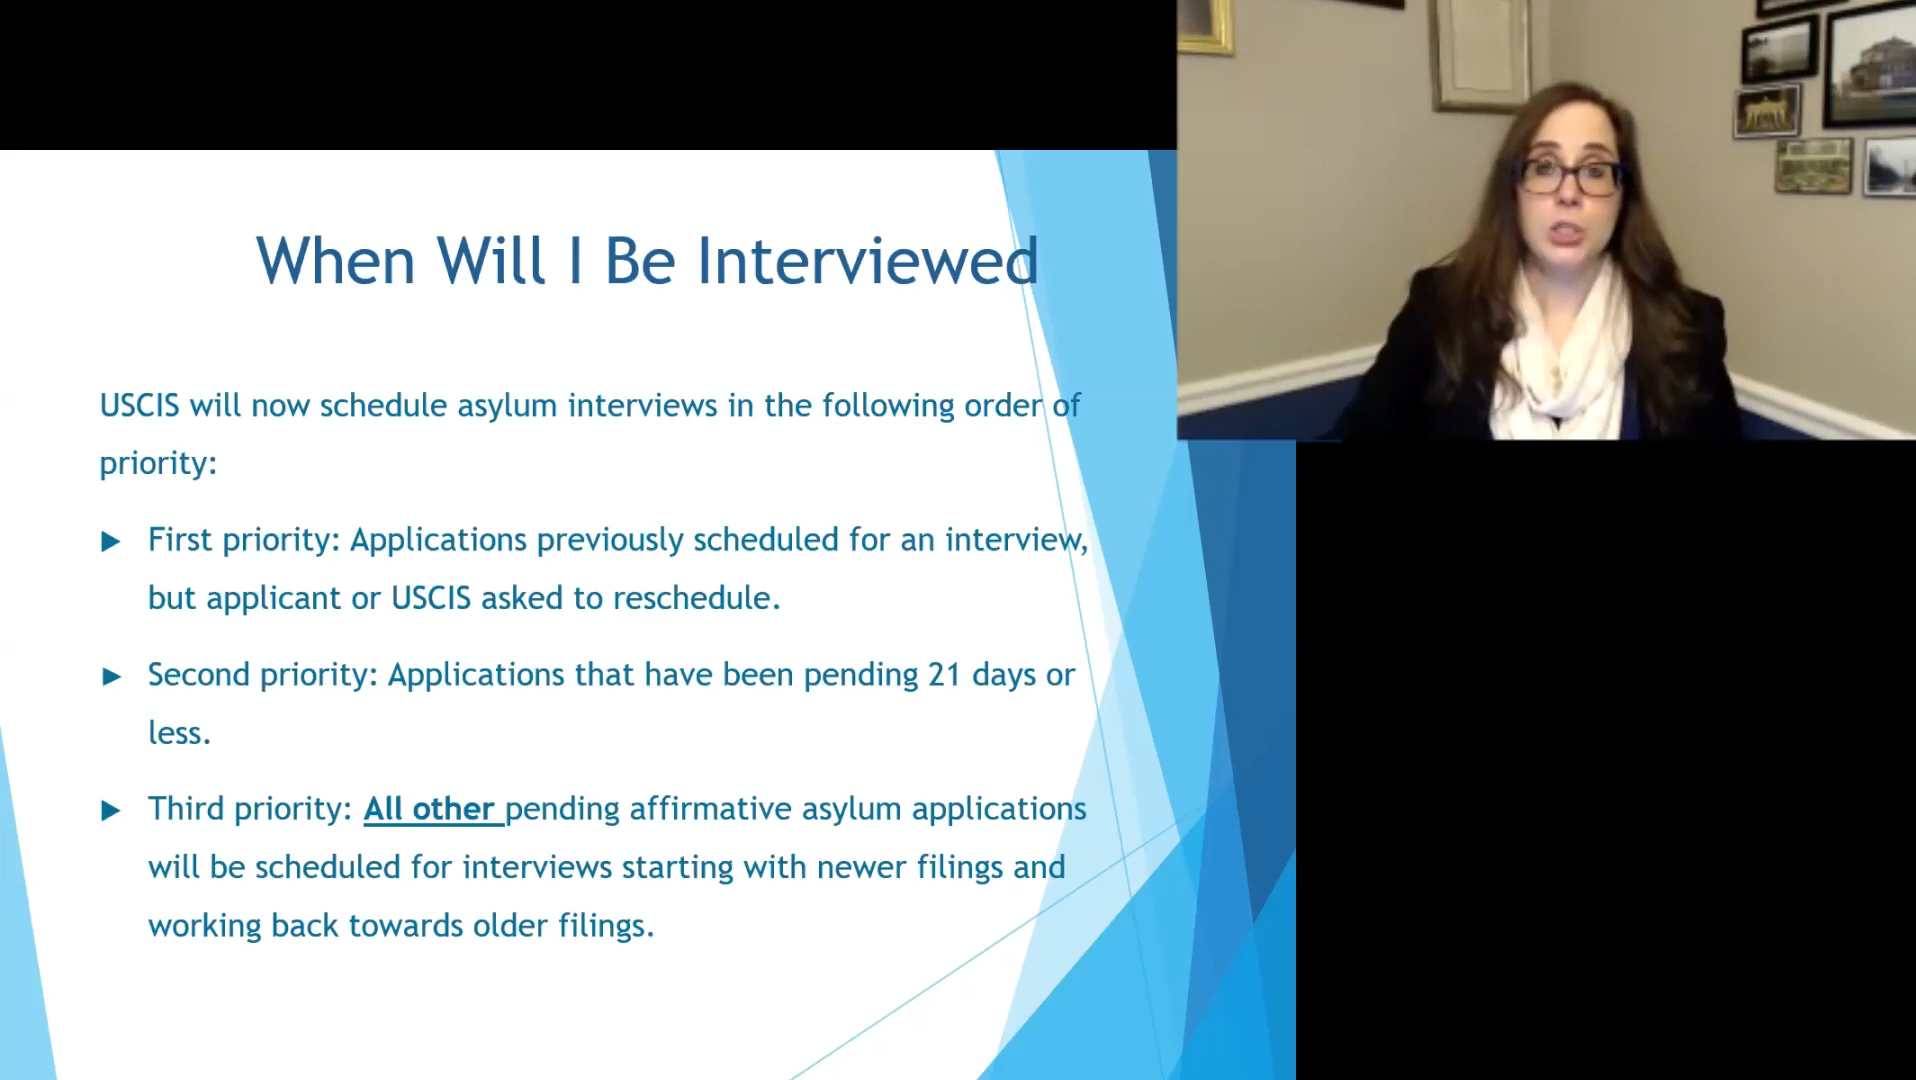 When Will I Be Interviewed
USCIS will now schedule asylum interviews in the following order of
priority:
First priority: Applications previously scheduled for an interview,
but applicant or USCIS asked to reschedule.
Second priority: Applications that have been pending 21 days or
less.
Third priority: All other pending affirmative asylum applications
will be scheduled for interviews starting with newer filings and
working back towards older filings.